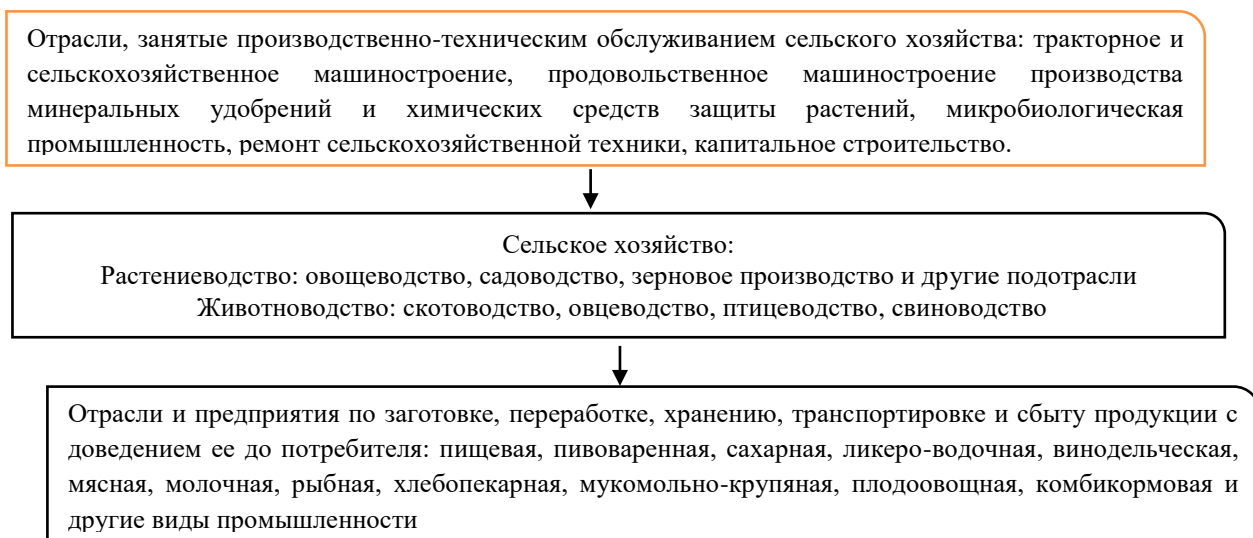 Отрасли, занятые производственно-техническим обслуживанием сельского хозяйства: тракторное и
сельскохозяйственное машиностроение, продовольственное машиностроение производства
минеральных удобрений и химических средств защиты растений, микробиологическая
промышленность, ремонт сельскохозяйственной техники, капитальное строительство.
Сельское хозяйство:
Растениеводство: овощеводство, садоводство, зерновое производство и другие подотрасли
Животноводство: скотоводство, овцеводство, птицеводство, свиноводство
Отрасли и предприятия по заготовке, переработке, хранению, транспортировке и сбыту продукции с
доведением ее до потребителя: пищевая, пивоваренная, сахарная, ликеро-водочная, винодельческая,
мясная, молочная, рыбная, хлебопекарная, мукомольно-крупяная, плодоовощная, комбикормовая и
другие виды промышленности